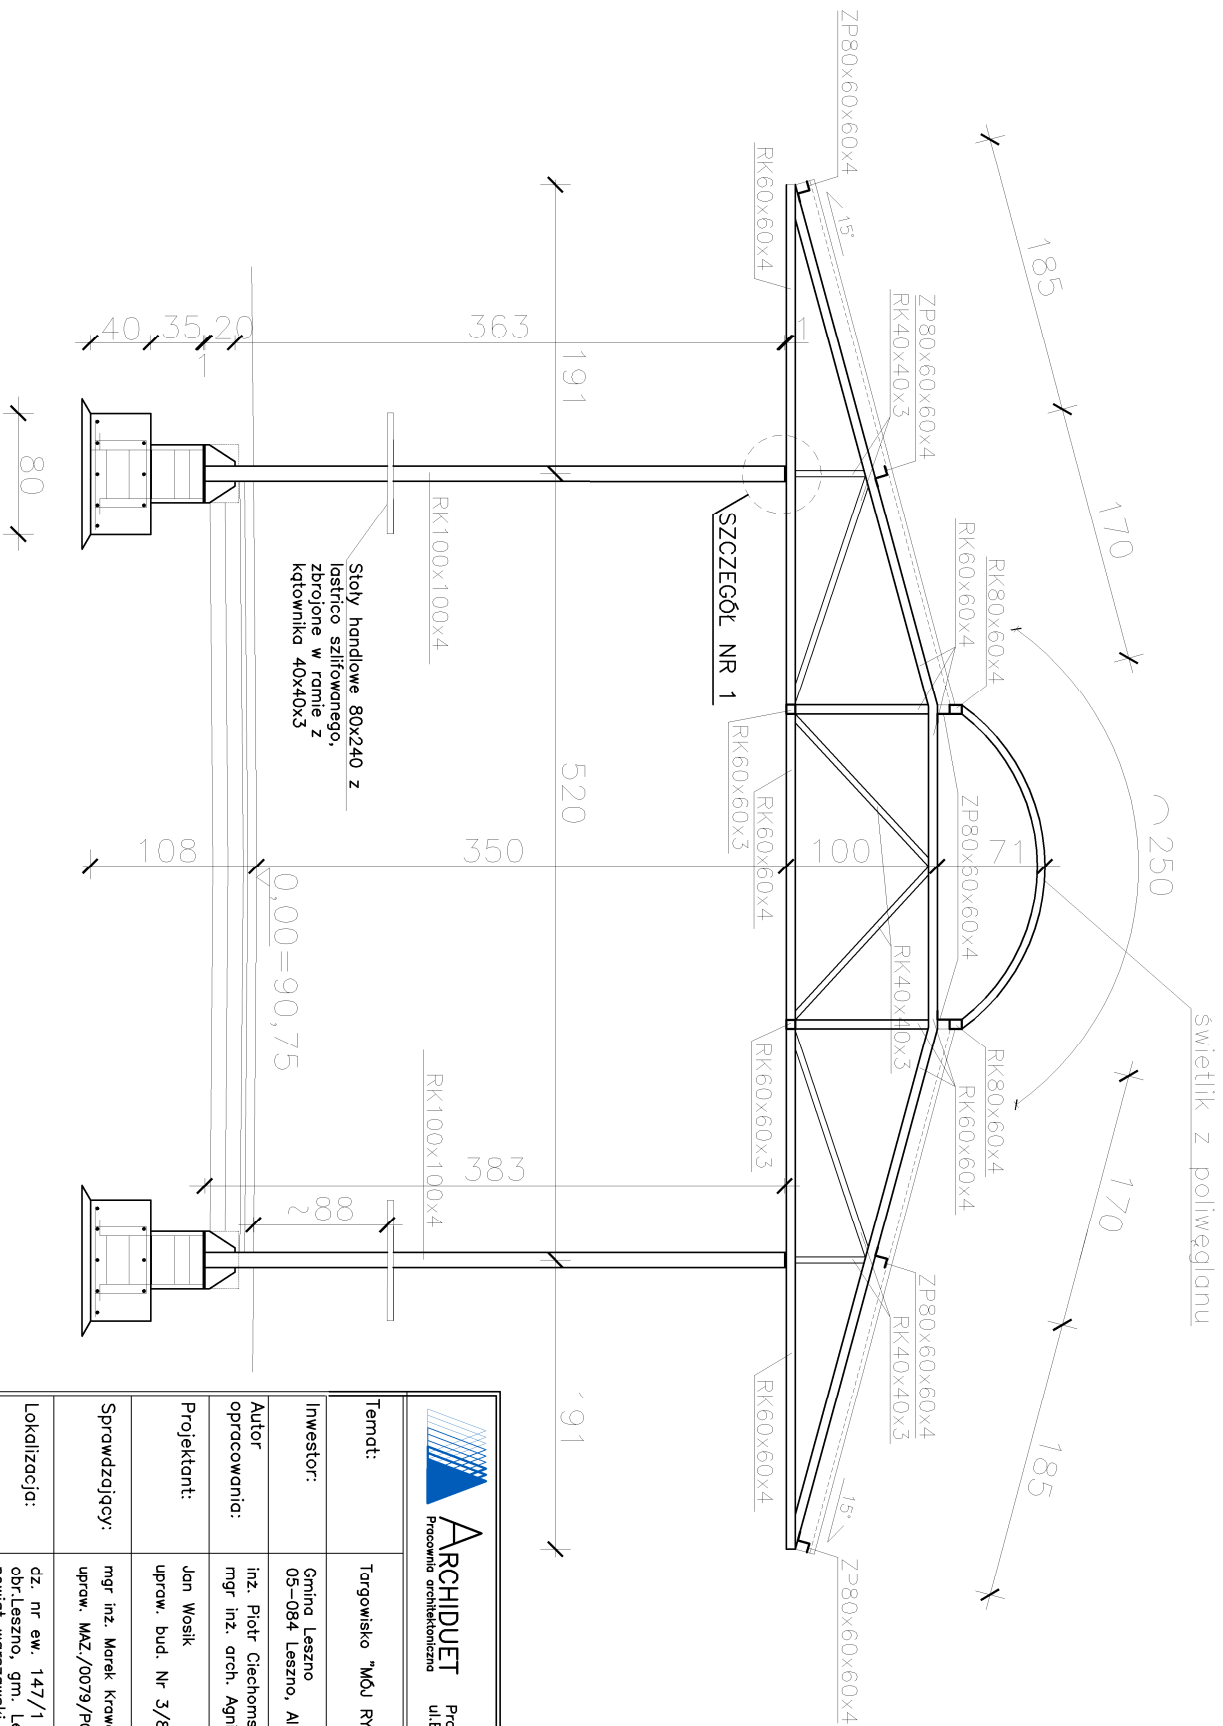 świetlik z poliwęglanu
250
185
170
170
185
ZP80x60x60x4
RK60x60x4
15°
ZP80x60x60x4
RK40x40x3
RK80x60x4
RK60x60x4
ZP80x60x60x4
RK80x60x4
RK60x60x4
RK40x40x3
ZP80x60x60x4
RK40x40x3
15°
ZP80x60x60x4
71
100
1
RK60x60x3
RK60x60x4
RK60x60x3
RK60x60x4
SZCZEGÓŁ NR 1
191
520
363
350
383
RK100x100x4
RK100x100x4
Stoły handlowe 80x240 z
lastrico szlifowanego,
zbrojone w ramie z
kątownika 40x40x3
~88
0,00=90,75
20
1
35
40
108
80
ARCHIDUET
Pracownia architektoniczna
Temat:
Targowisko "MÓJ
Inwestor:
Gmina Leszno
05-084 Leszno,
Autor
opracowania:
inż. Piotr
mgr inż. arch.
Projektant:
Jan Wosik
upraw. bud. Nr
Sprawdzający:
mgr inż. Marek
upraw.
Lokalizacja:
dz. nr ew. 147/1
obr.Leszno, gm.